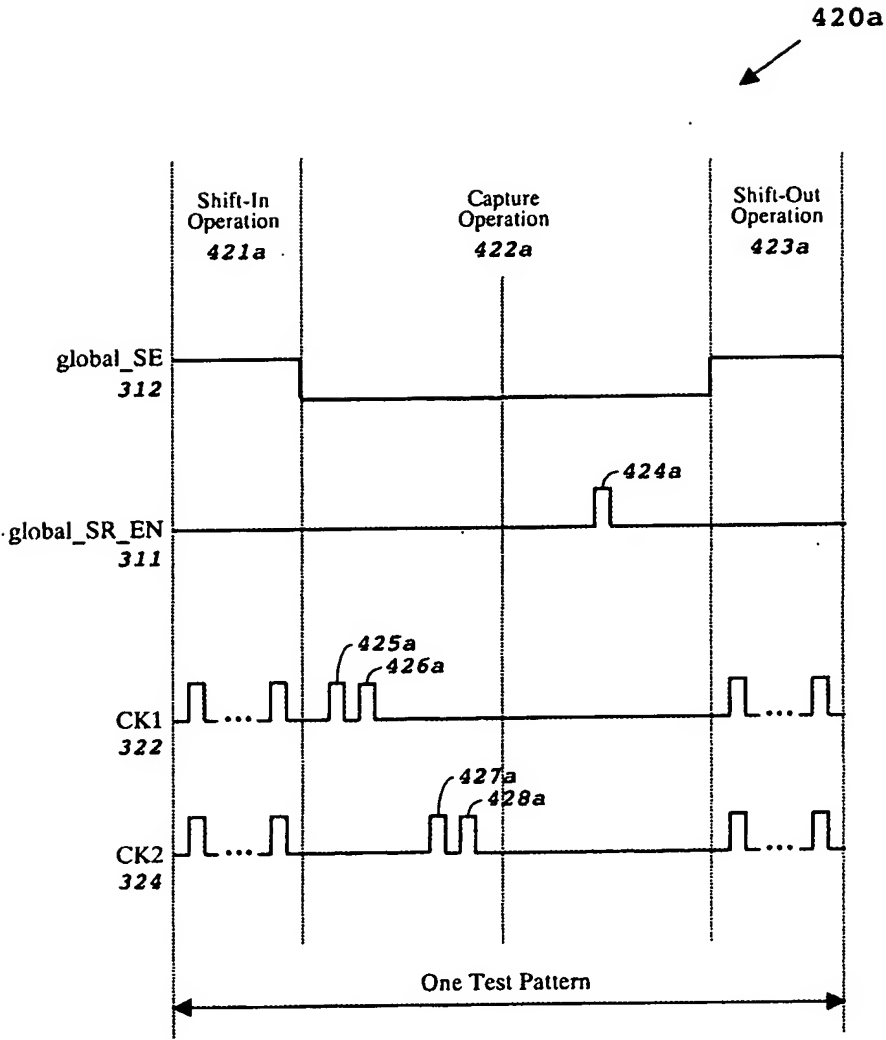 420a
Shift-In
Operation
421a
Capture
Operation
422a
Shift-Out
Operation
423a
global_SE
312
424a
global_SR_EN
311
425a
426a
CK1
...
...
322
427a
428a
CK2
...
...
324
One Test Pattern